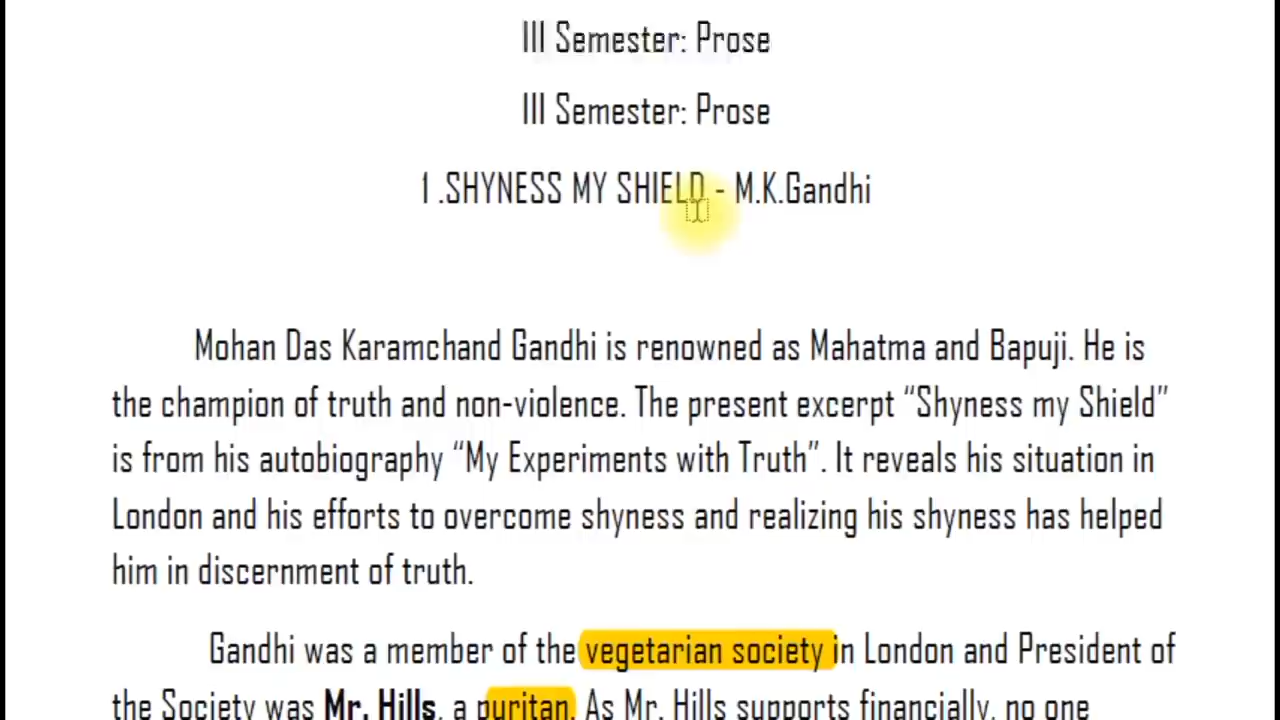 III Semester: Prose
III Semester: Prose
1 .SHYNESS MY SHIELD - M.K.Gandhi
Mohan Das Karamchand Gandhi is renowned as Mahatma and Bapuji. He is
the champion of truth and non-violence. The present excerpt “Shyness my Shield”
is from his autobiography “My Experiments with Truth”. It reveals his situation in
London and his efforts to overcome shyness and realizing his shyness has helped
him in discernment of truth.
Gandhi was a member of the vegetarian society in London and President of
the Society was Mr. Hills, a puritan. As Mr. Hills supports financially, no one